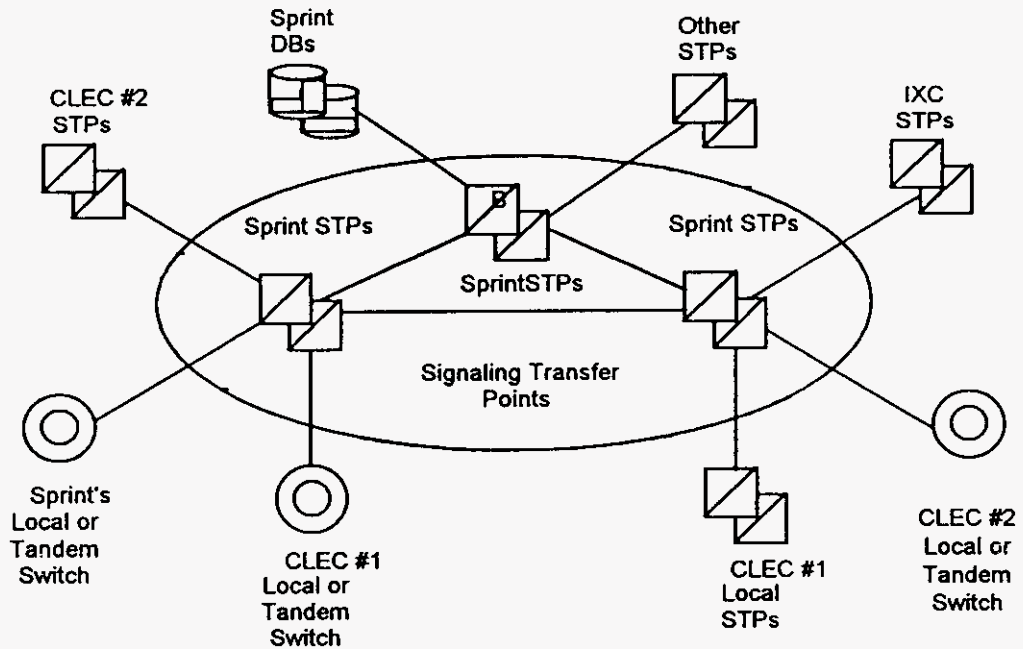 Sprint
DBs
Other
STPs
CLEC #2
STPs
IXC
STPs
B
Sprint STPs
Sprint STPs
SprintSTPs
Signaling Transfer
Points
Sprint's
Local or
Tandem
Switch
CLEC #1
Local or
Tandem
Switch
CLEC #1
Local
STPs
CLEC #2
Local or
Tandem
Switch